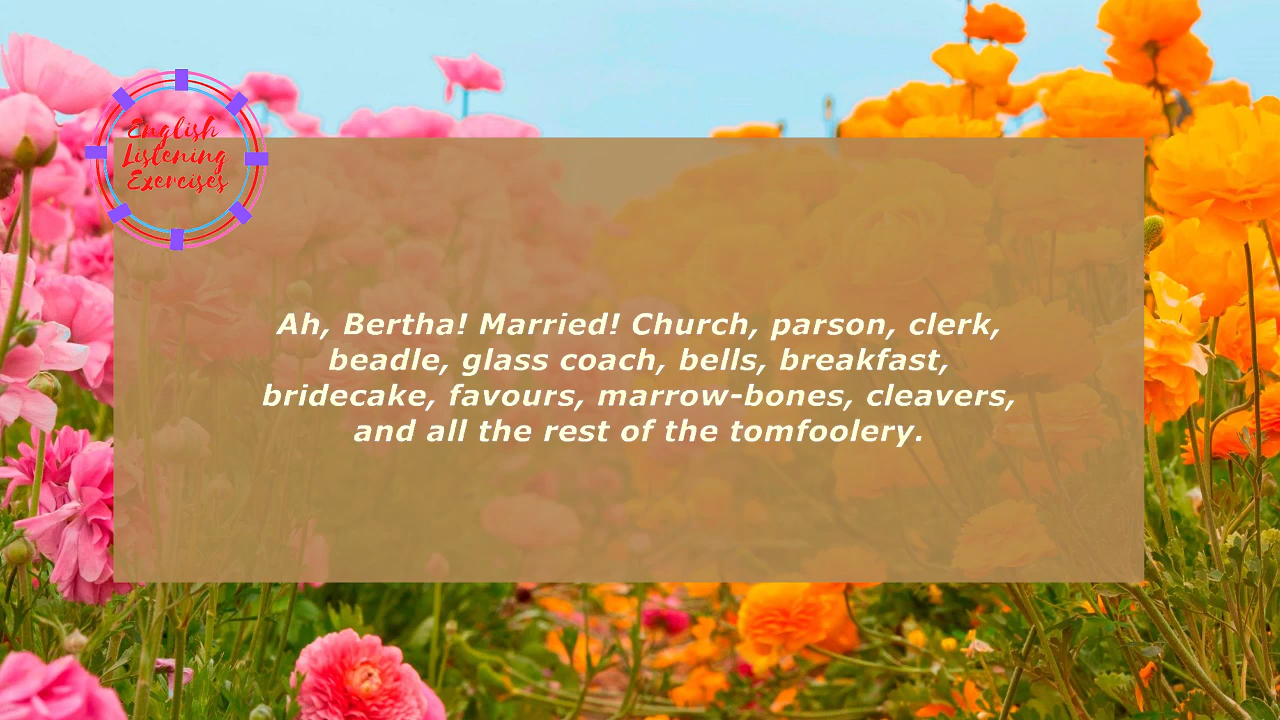 English
Listening
Exercises
Ah, Bertha! Married! Church, parson, clerk,
beadle, glass coach, bells, breakfast,
bridecake, favours, marrow-bones, cleavers,
and all the rest of the tomfoolery.